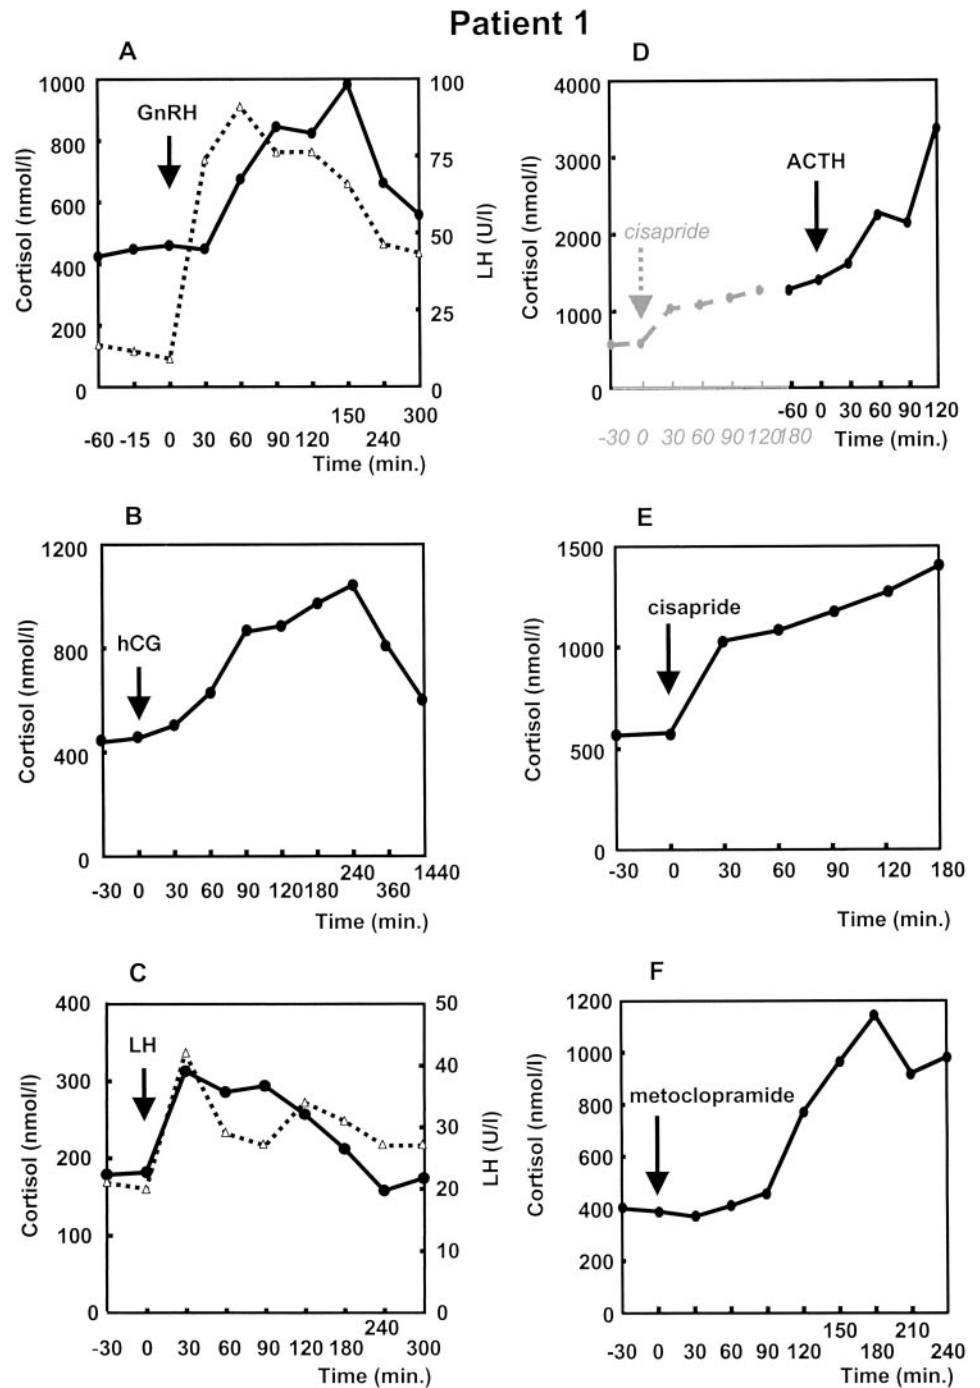 Patient 1
A
GnRH
Cortisol (nmol/l)
LH (U/l)
1000
800
600
400
200
0
100
75
50
25
0
150 300
-60 -15 0 30 60 90 120 240
Time (min.)
D
cisapride
ACTH
Cortisol (nmol/l)
4000
3000
2000
1000
0
-60 0 30 60 90 120
-30 0 30 60 90 120 180
Time (min.)
B
hCG
Cortisol (nmol/l)
1200
800
400
0
240 1440
-30 0 30 60 90 120 180 360
Time (min.)
E
cisapride
Cortisol (nmol/l)
1500
1000
500
0
-30 0 30 60 90 120 180
Time (min.)
C
LH
Cortisol (nmol/l)
LH (U/l)
400
300
200
100
0
50
40
30
20
10
0
240
-30 0 30 60 90 120 180 300
Time (min.)
F
metoclopramide
Cortisol (nmol/l)
1200
1000
800
600
400
200
0
150 210
-30 0 30 60 90 120 180 240
Time (min.)